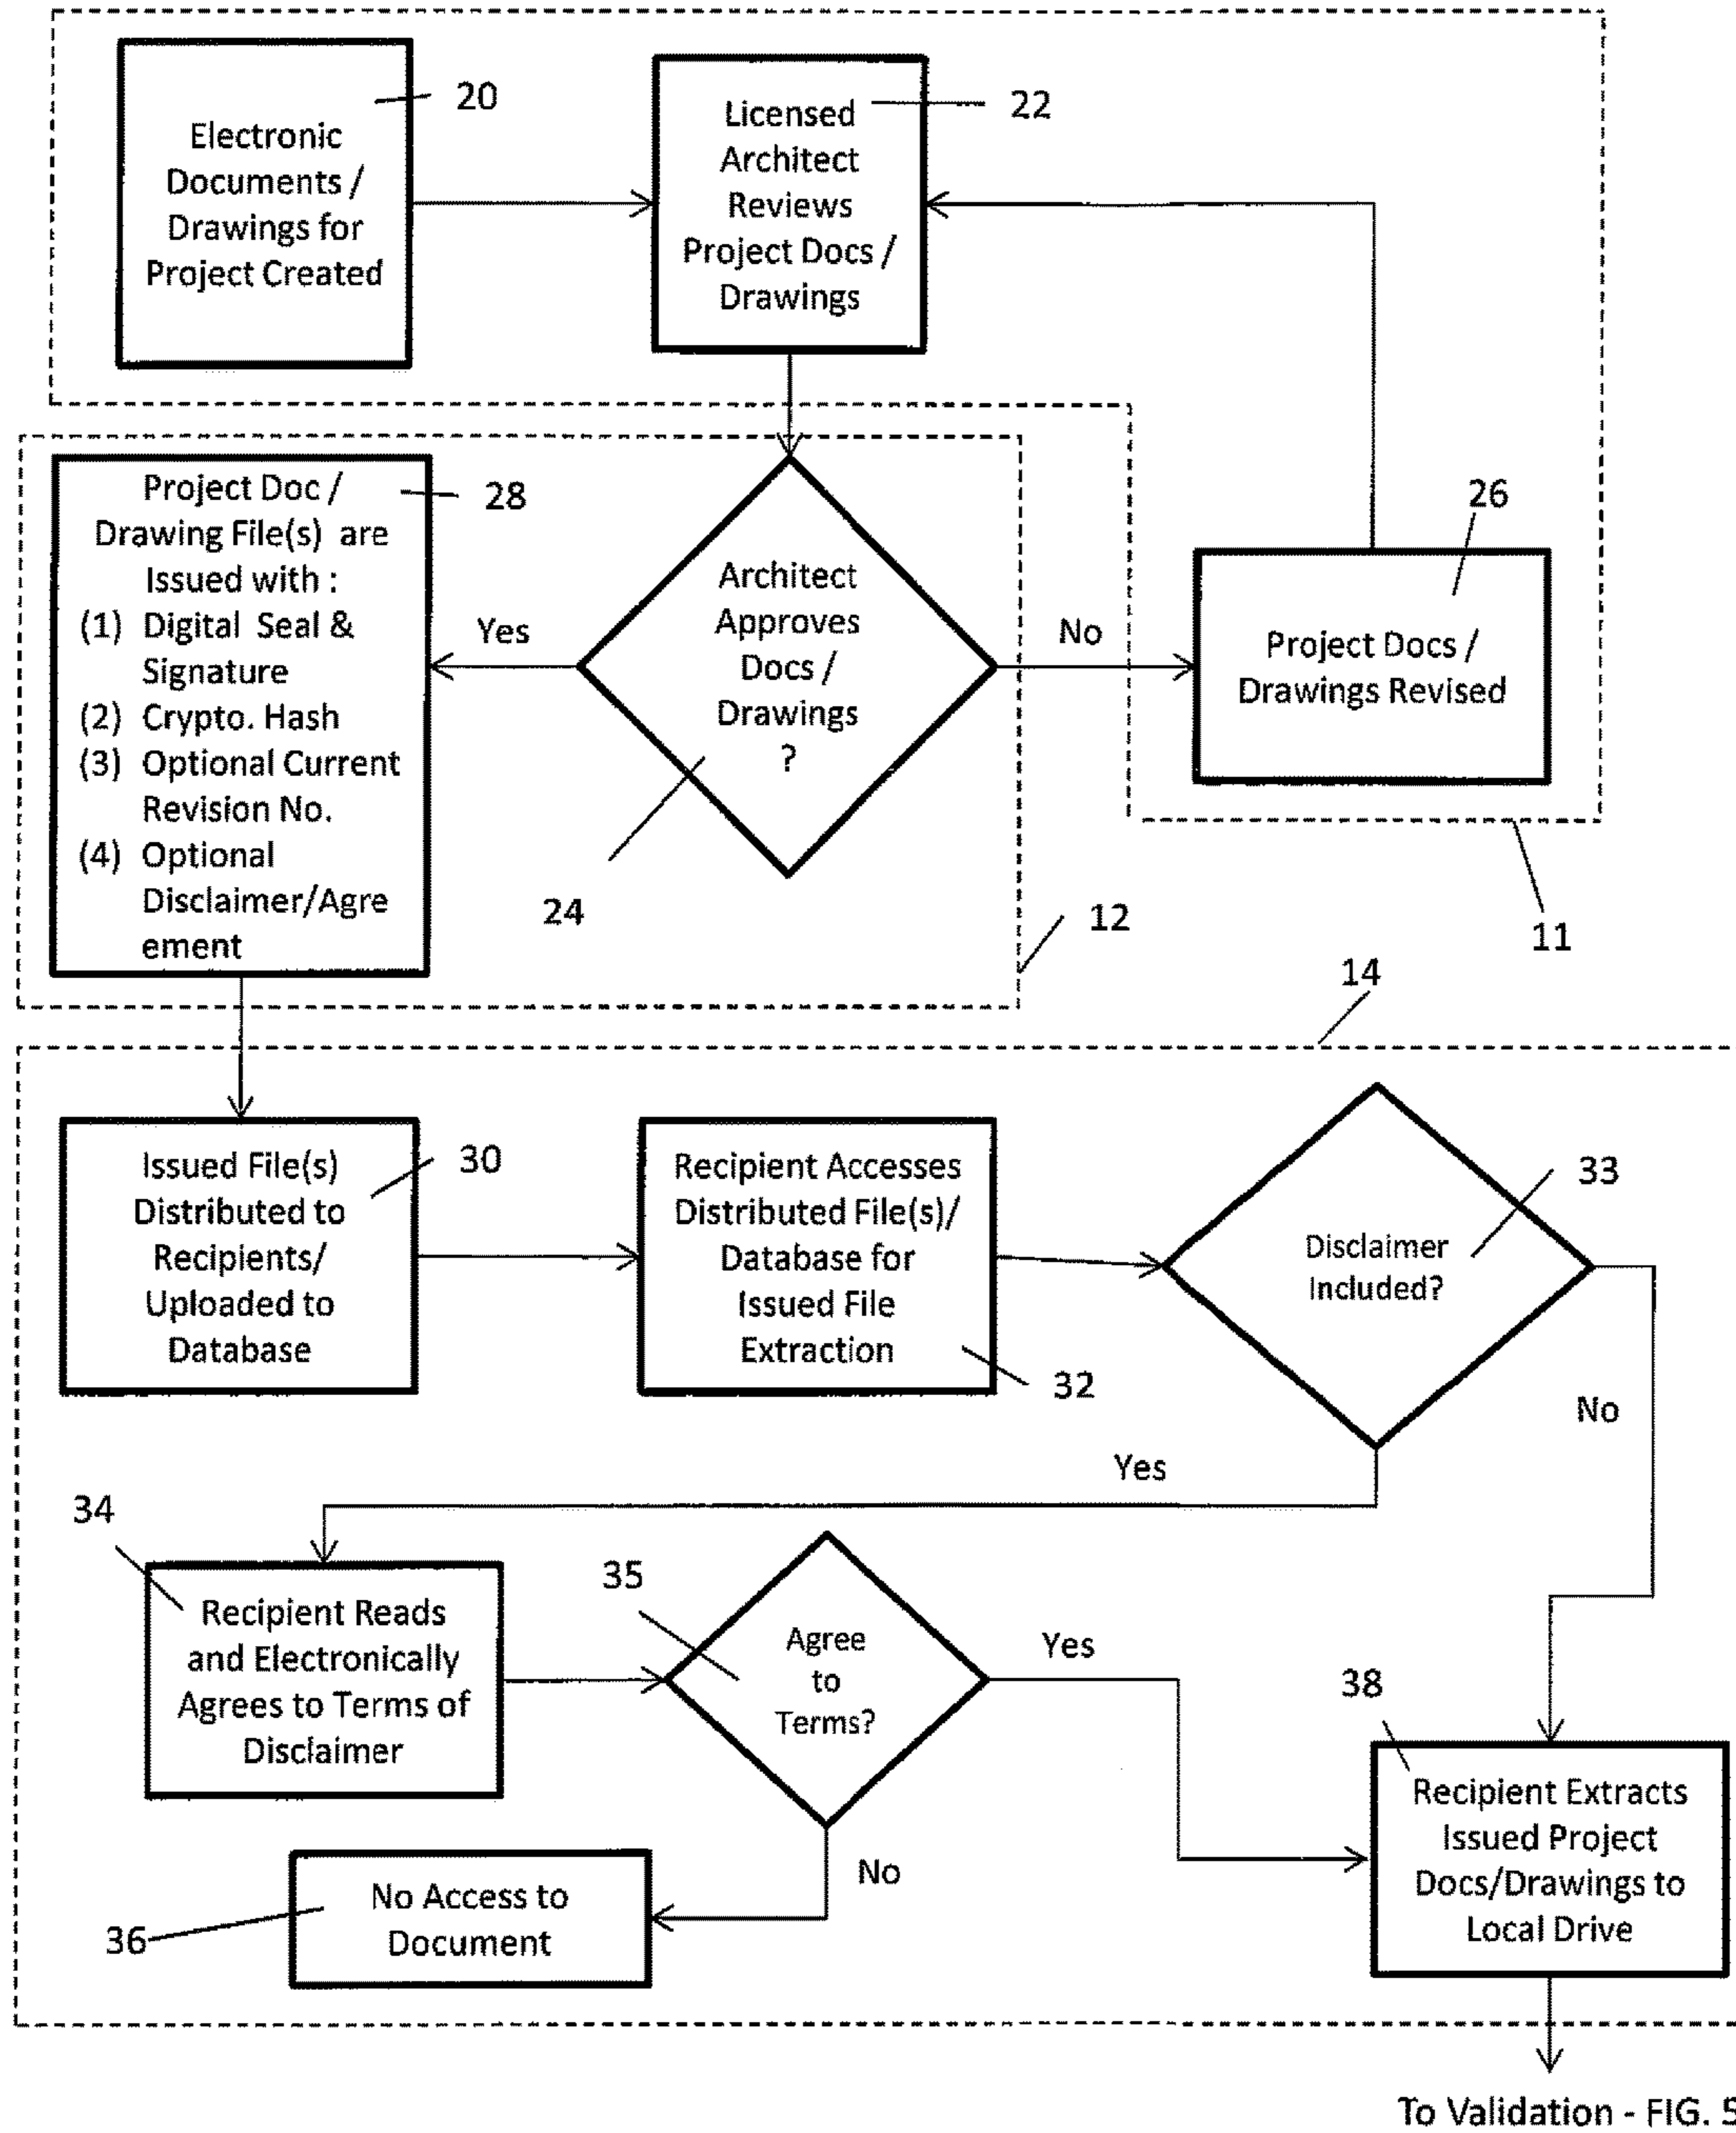 20
Electronic
Documents /
Drawings for
Project Created
22
Licensed
Architect
Reviews
Project Docs /
Drawings
28
Project Doc /
Drawing File(s) are
Issued with :
(1) Digital Seal &
Signature
(2) Crypto. Hash
(3) Optional Current
Revision No.
(4) Optional
Disclaimer/Agre
ement
Yes
Architect
Approves
Docs /
Drawings
?
24
No
26
Project Docs /
Drawings Revised
12
11
14
Issued File(s)
Distributed to
Recipients/
Uploaded to
Database
30
Recipient Accesses
Distributed File(s)/
Database for
Issued File
Extraction
32
33
Disclaimer
Included?
No
Yes
34
Recipient Reads
and Electronically
Agrees to Terms of
Disclaimer
35
Agree
to
Terms?
Yes
No
36
No Access to
Document
38
Recipient Extracts
Issued Project
Docs/Drawings to
Local Drive
To Validation - FIG. 5